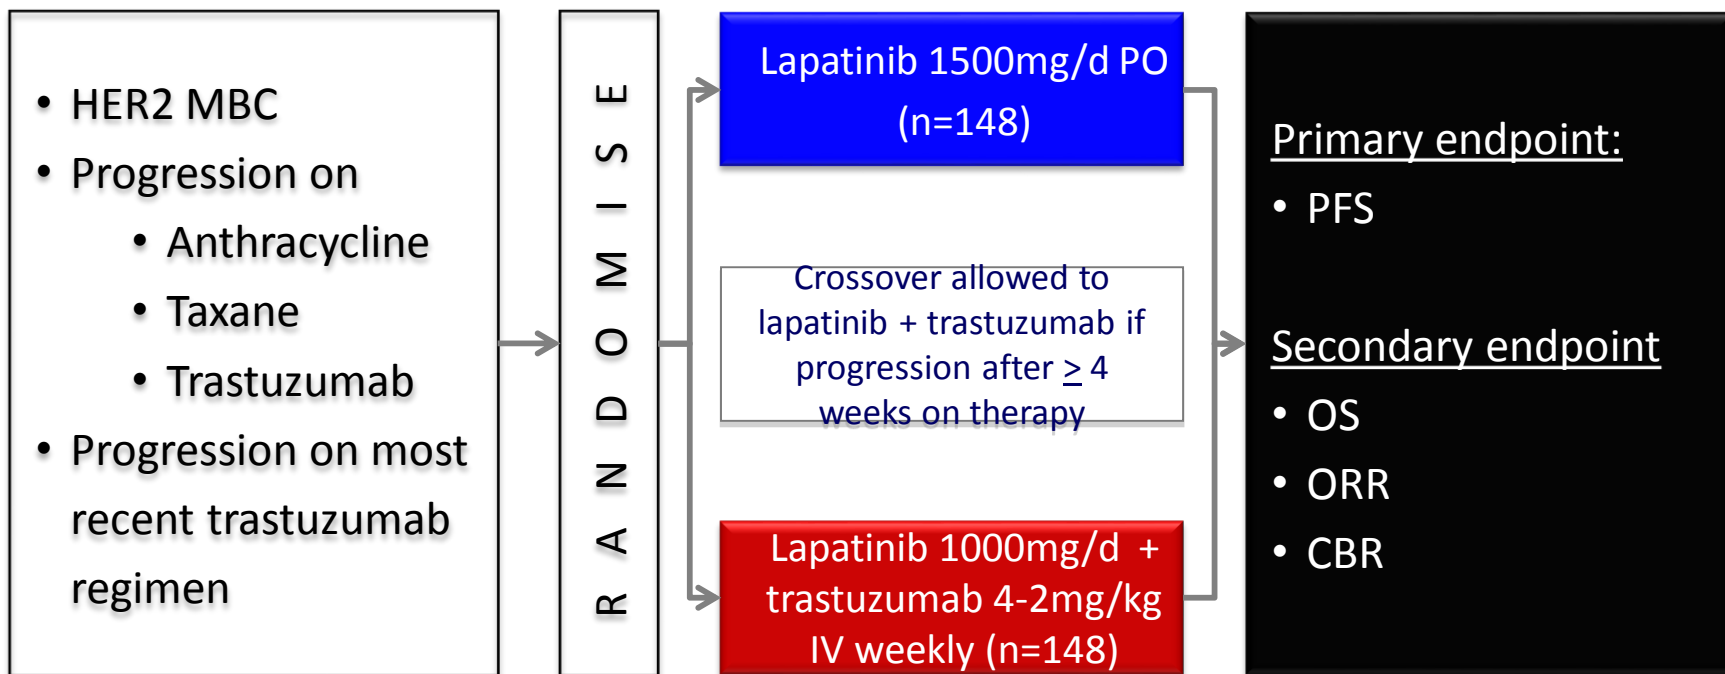 • HER2 MBC
• Progression on
• Anthracycline
• Taxane
• Trastuzumab
• Progression on most
recent trastuzumab
regimen
RANDOMISE
Lapatinib 1500mg/d PO
(n=148)
Crossover allowed to
lapatinib + trastuzumab if
progression after ≥ 4
weeks on therapy
Lapatinib 1000mg/d +
trastuzumab 4-2mg/kg
IV weekly (n=148)
Primary endpoint:
• PFS
Secondary endpoint
• OS
• ORR
• CBR